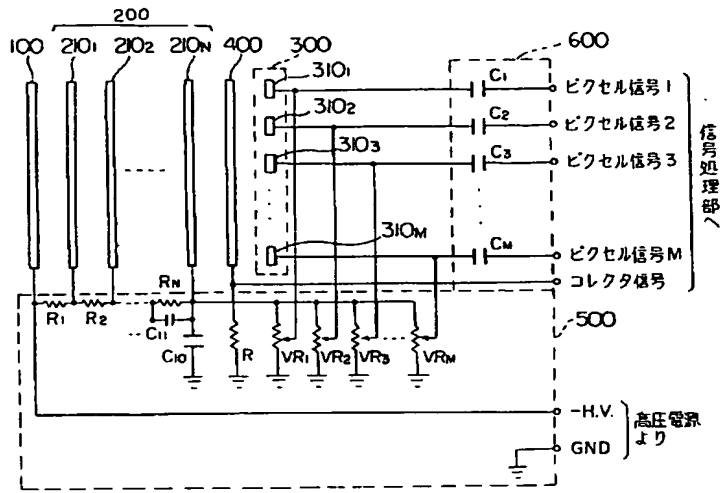 200
100 210₁ 210₂ 210N 400 300 600
310₁ C₁ ピクセル信号1
310₂ C₂ ピクセル信号2
310₃ C₃ ピクセル信号3
310M CM ピクセル信号M
コレクタ信号
信号処理部へ
R₁ R₂ RN C₁₁ C₁₀ R VR₁ VR₂ VR₃ VRM
500
-H.V.
GND
高圧電源より